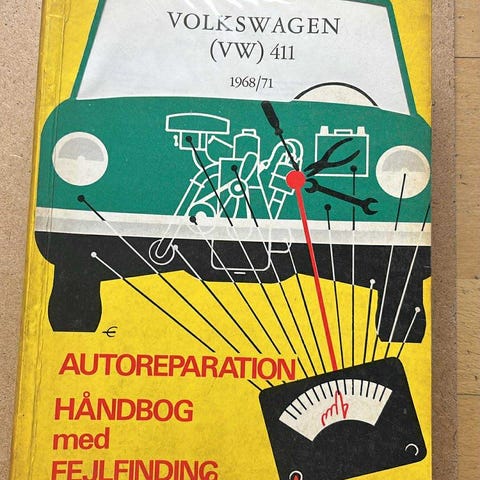 VOLKSWAGEN
(VW) 411
1968/71
AUTOREPARATION
HÅNDBOG
med
FEJLFINDING